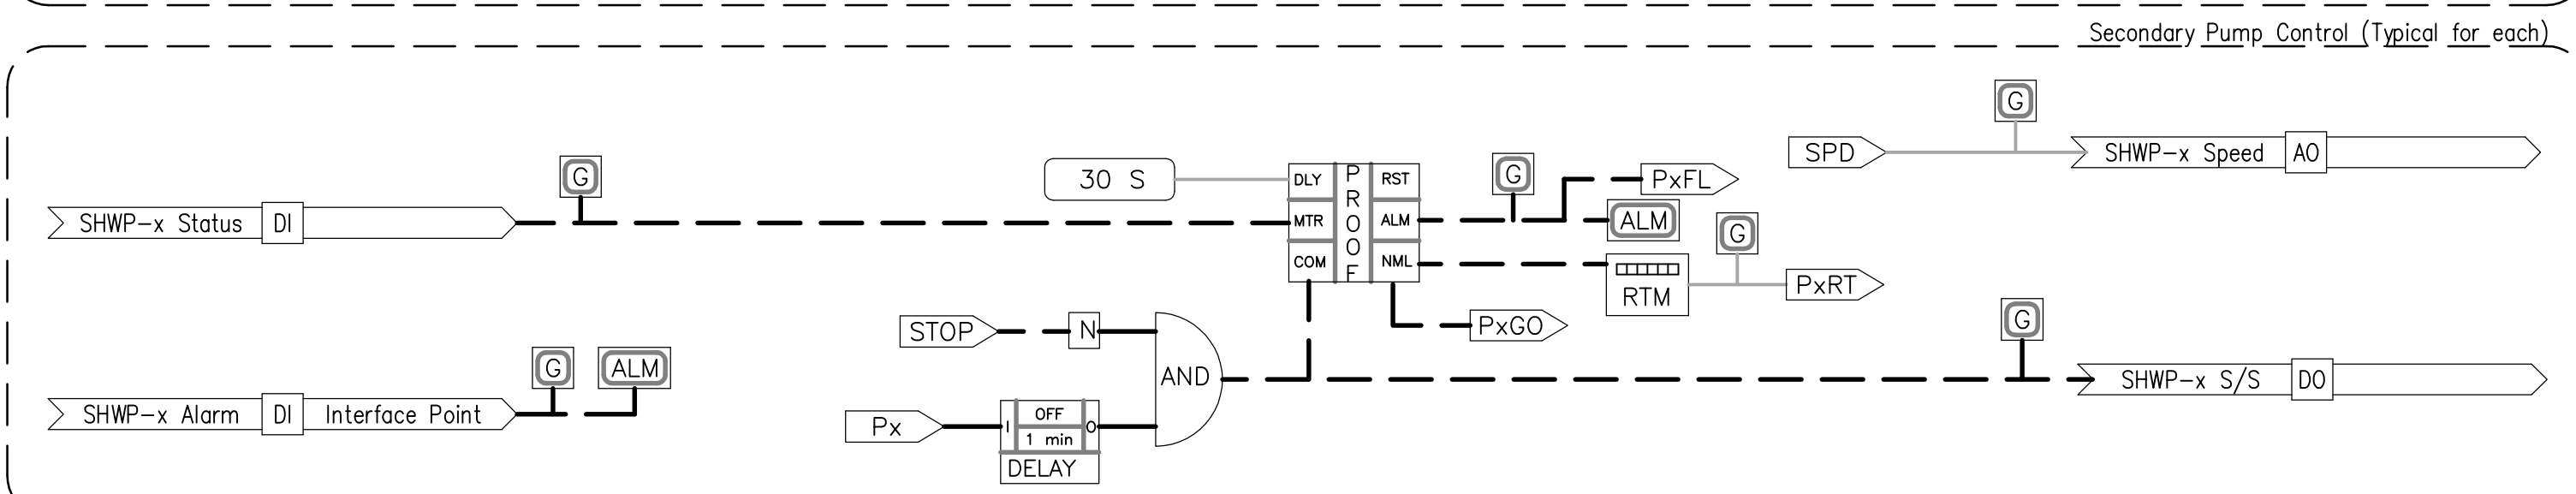 Secondary Pump Control (Typical for each)
G
SPD
SHWP-x Speed AO
G
30 S
DLY
P
R
O
O
F
RST
G
PxFL
SHWP-x Status DI
MTR
ALM
ALM
G
COM
NML
RTM
PxRT
STOP
N
PxGO
G
G
ALM
AND
SHWP-x S/S DO
SHWP-x Alarm DI Interface Point
Px
I
OFF
1 min
O
DELAY